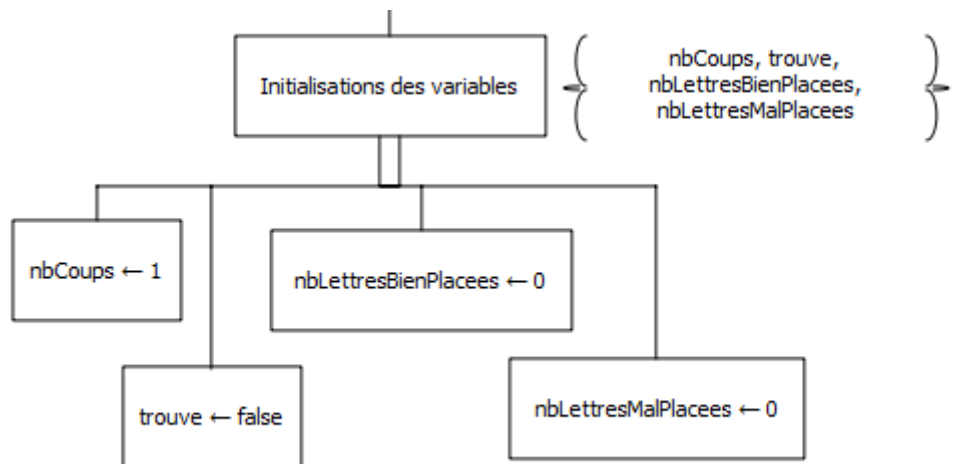 Initialisations des variables
nbCoups, trouve,
nbLettresBienPlacees,
nbLettresMalPlacees
nbCoups ← 1
nbLettresBienPlacees ← 0
trouve ← false
nbLettresMalPlacees ← 0